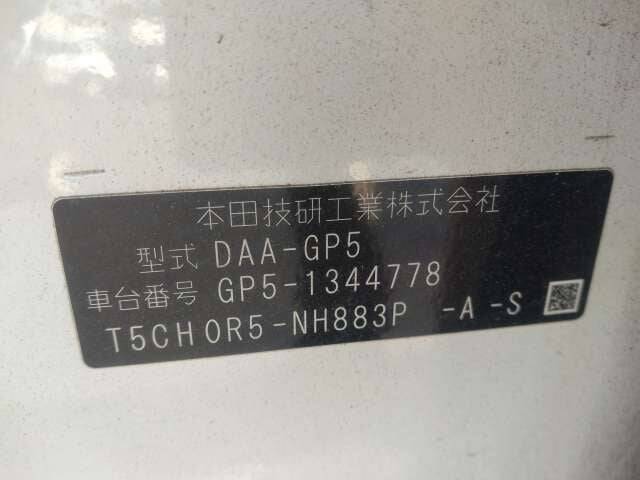 本田技研工業株式会社
型式 DAA-GP5
車台番号 GP5-1344778
T5CH0R5-NH883P -A -S